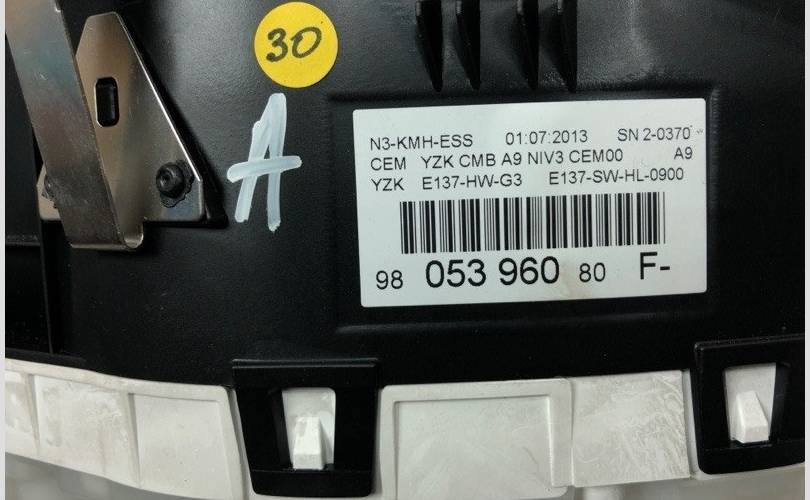 30
A
N3-KMH-ESS 01:07:2013 SN 2-0370
CEM YZK CMB A9 NIV3 CEM00 A9
YZK E137-HW-G3 E137-SW-HL-0900
98 053 960 80 F-